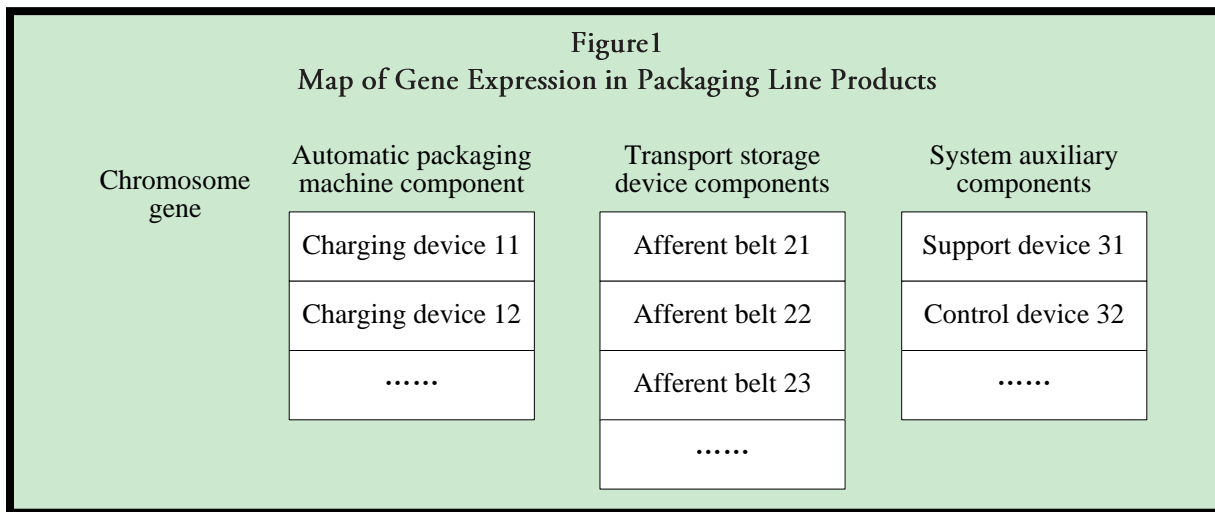 Figure1
Map of Gene Expression in Packaging Line Products
Chromosome
gene
Automatic packaging
machine component
Charging device 11
Charging device 12
......
Transport storage
device components
Afferent belt 21
Afferent belt 22
Afferent belt 23
......
System auxiliary
components
Support device 31
Control device 32
......